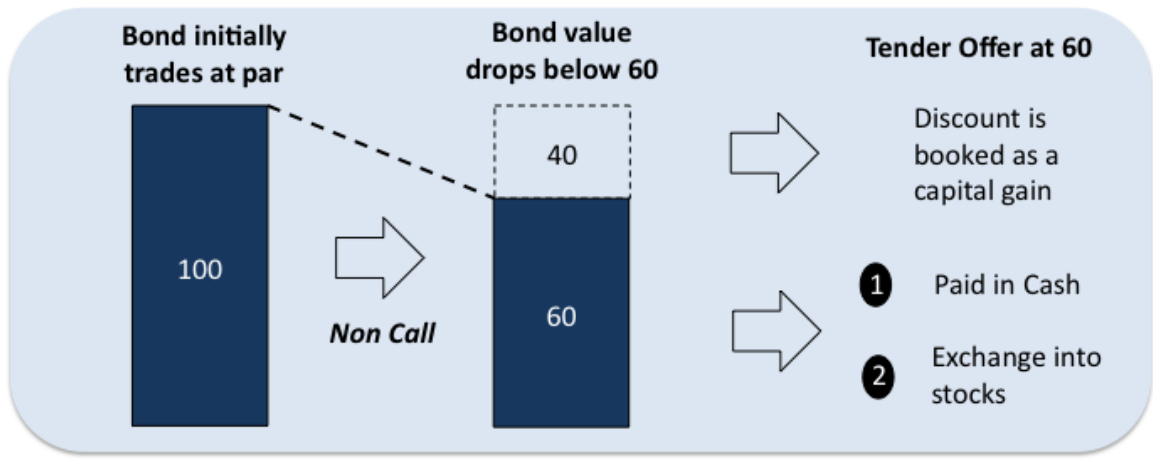 Bond initially
trades at par
100
Non Call
Bond value
drops below 60
40
60
Tender Offer at 60
Discount is
booked as a
capital gain
1 Paid in Cash
2 Exchange into
stocks